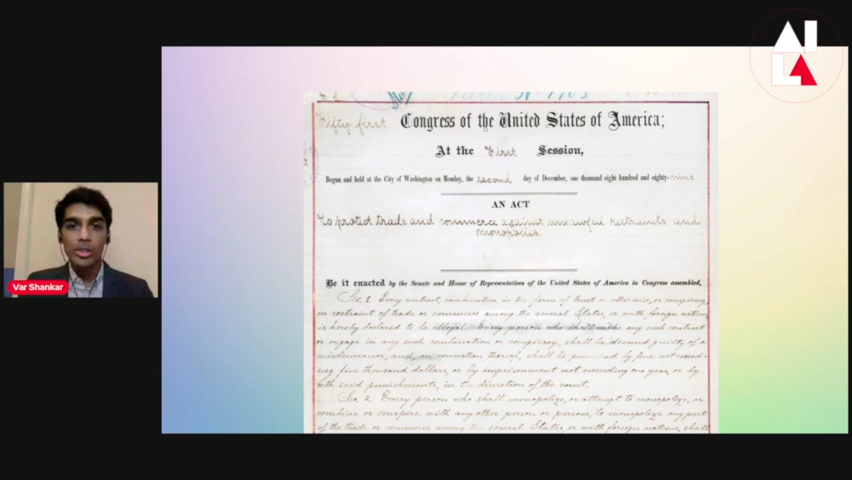 AI
LA
Fifty-first Congress of the United States of America;
At the First Session,
Begun and held at the City of Washington on Monday, the second day of December, one thousand eight hundred and eighty-nine.
AN ACT
To protect trade and commerce against unlawful restraints and
monopolies.
Be it enacted by the Senate and House of Representatives of the United States of America in Congress assembled,
Sec. 1. Every contract, combination in the form of trust or otherwise, or conspiracy,
in restraint of trade or commerce among the several States, or with foreign nations,
is hereby declared to be illegal. Every person who shall make any such contract
or engage in any such combination or conspiracy, shall be deemed guilty of a
misdemeanor, and, on conviction thereof, shall be punished by fine not exceed-
ing five thousand dollars, or by imprisonment not exceeding one year, or by
both said punishments, in the discretion of the court.
Sec. 2. Every person who shall monopolize, or attempt to monopolize, or
combine or conspire with any other person or persons, to monopolize any part
of the trade or commerce among the several States, or with foreign nations, shall
Var Shankar